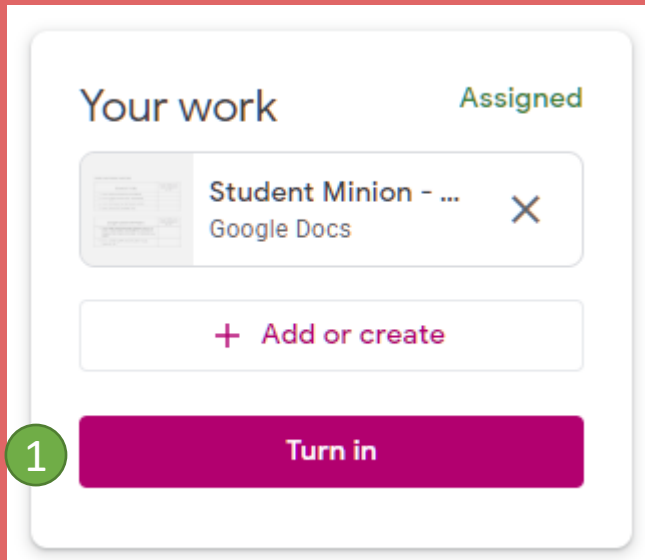 Your work
Assigned
Student Minion - ...
Google Docs
+ Add or create
1
Turn in